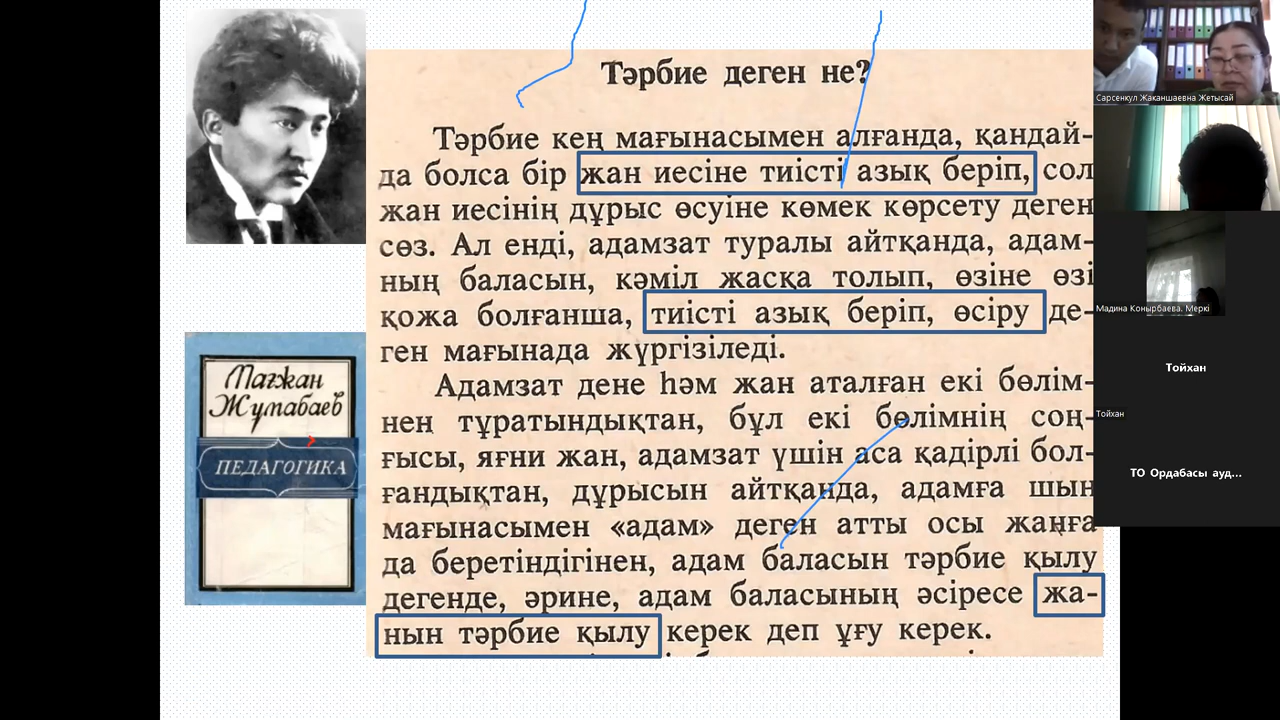 Тәрбие деген не?
Тәрбие кең мағынасымен алғанда, қандай-
да болса бір жан иесіне тиісті азық беріп, сол
жан иесінің дұрыс өсуіне көмек көрсету деген
сөз. Ал енді, адамзат туралы айтқанда, адам-
ның баласын, кәміл жасқа толып, өзіне өзі
қожа болғанша, тиісті азық беріп, өсіру де-
ген мағынада жүргізіледі.
Адамзат дене һәм жан аталған екі бөлім-
нен тұратындықтан, бұл екі бөлімнің соң-
ғысы, яғни жан, адамзат үшін аса қадірлі бол-
ғандықтан, дұрысын айтқанда, адамға шын
мағынасымен «адам» деген атты осы жанға
да беретіндігінен, адам баласын тәрбие қылу
дегенде, әрине, адам баласының әсіресе жа-
нын тәрбие қылу керек деп ұғу керек.
Мағжан
Жұмабаев
ПЕДАГОГИКА
Сарсенкул Жаканшаевна Жетысай
Мадина Конырбаева. Меркі
Тойхан
Тойхан
ТО Ордабасы ауд...